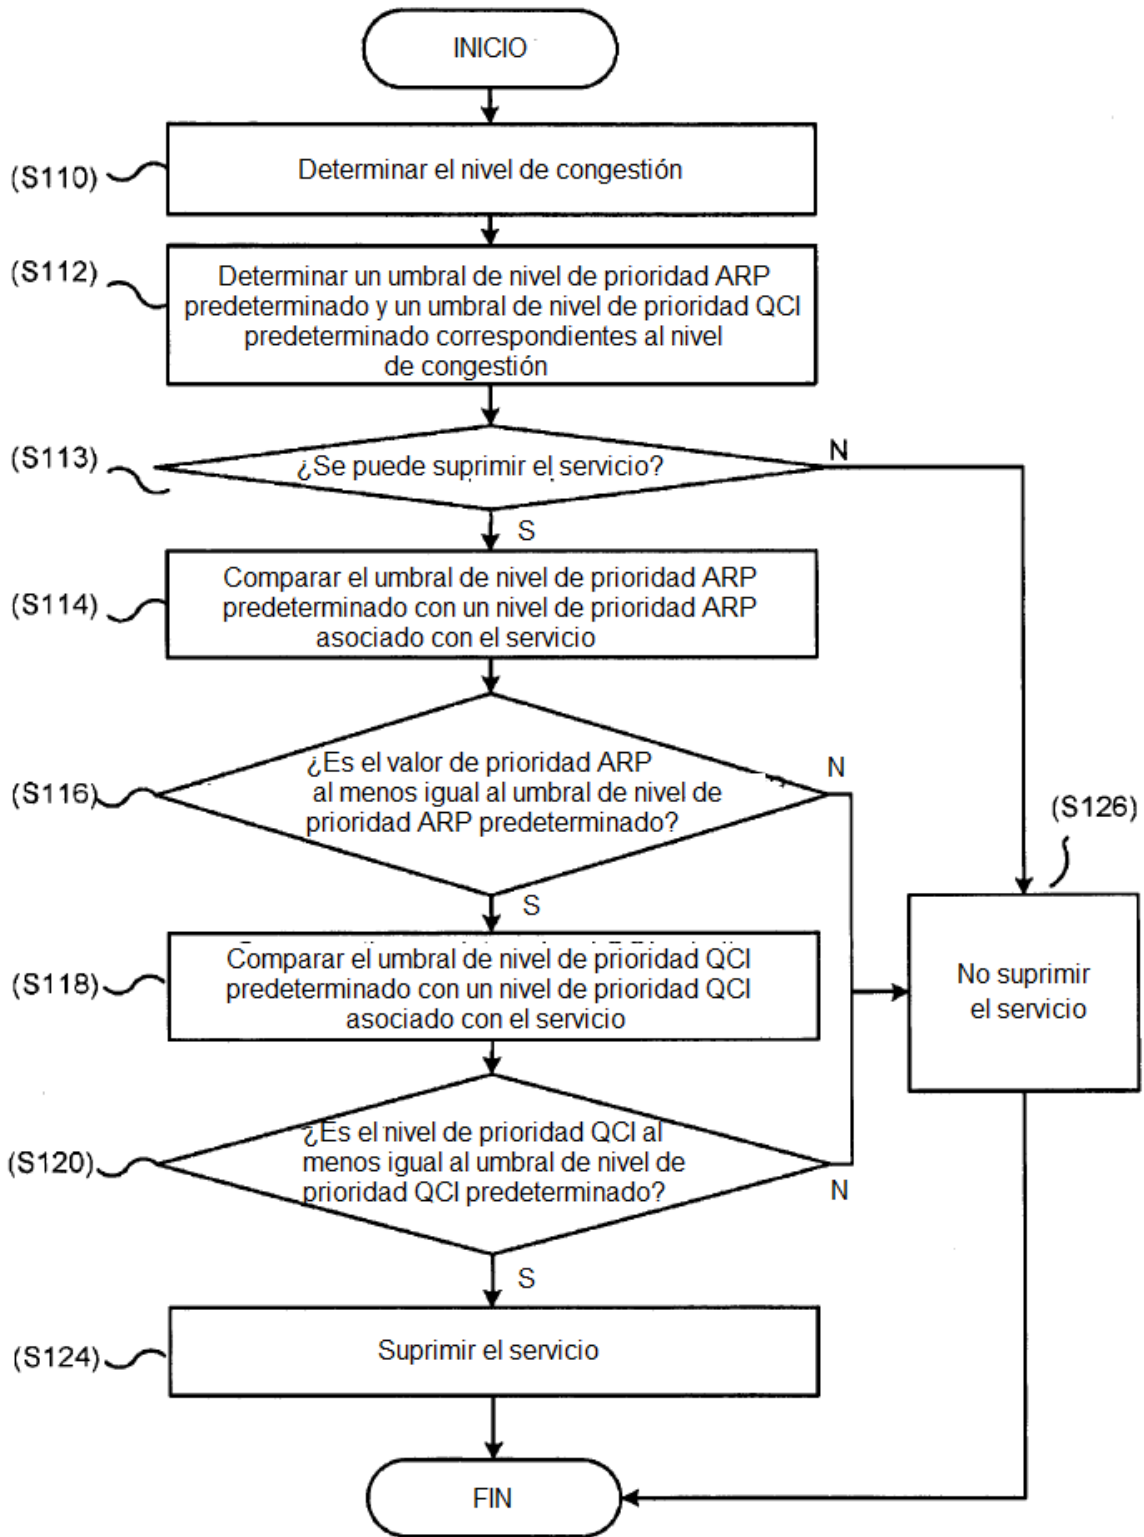 INICIO
(S110)
Determinar el nivel de congestión
(S112)
Determinar un umbral de nivel de prioridad ARP
predeterminado y un umbral de nivel de prioridad QCI
predeterminado correspondientes al nivel
de congestión
(S113)
¿Se puede suprimir el servicio?
N
S
(S114)
Comparar el umbral de nivel de prioridad ARP
predeterminado con un nivel de prioridad ARP
asociado con el servicio
(S116)
¿Es el valor de prioridad ARP
al menos igual al umbral de nivel de
prioridad ARP predeterminado?
N
S
(S126)
No suprimir
el servicio
(S118)
Comparar el umbral de nivel de prioridad QCI
predeterminado con un nivel de prioridad QCI
asociado con el servicio
(S120)
¿Es el nivel de prioridad QCI al
menos igual al umbral de nivel de
prioridad QCI predeterminado?
N
S
(S124)
Suprimir el servicio
FIN